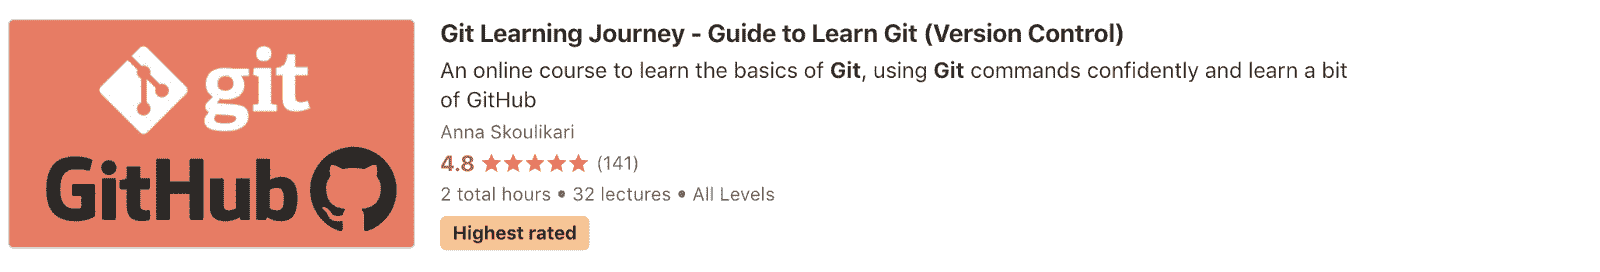 git
GitHub
Git Learning Journey - Guide to Learn Git (Version Control)
An online course to learn the basics of Git, using Git commands confidently and learn a bit
of GitHub
Anna Skoulikari
4.8 (141)
2 total hours • 32 lectures • All Levels
Highest rated